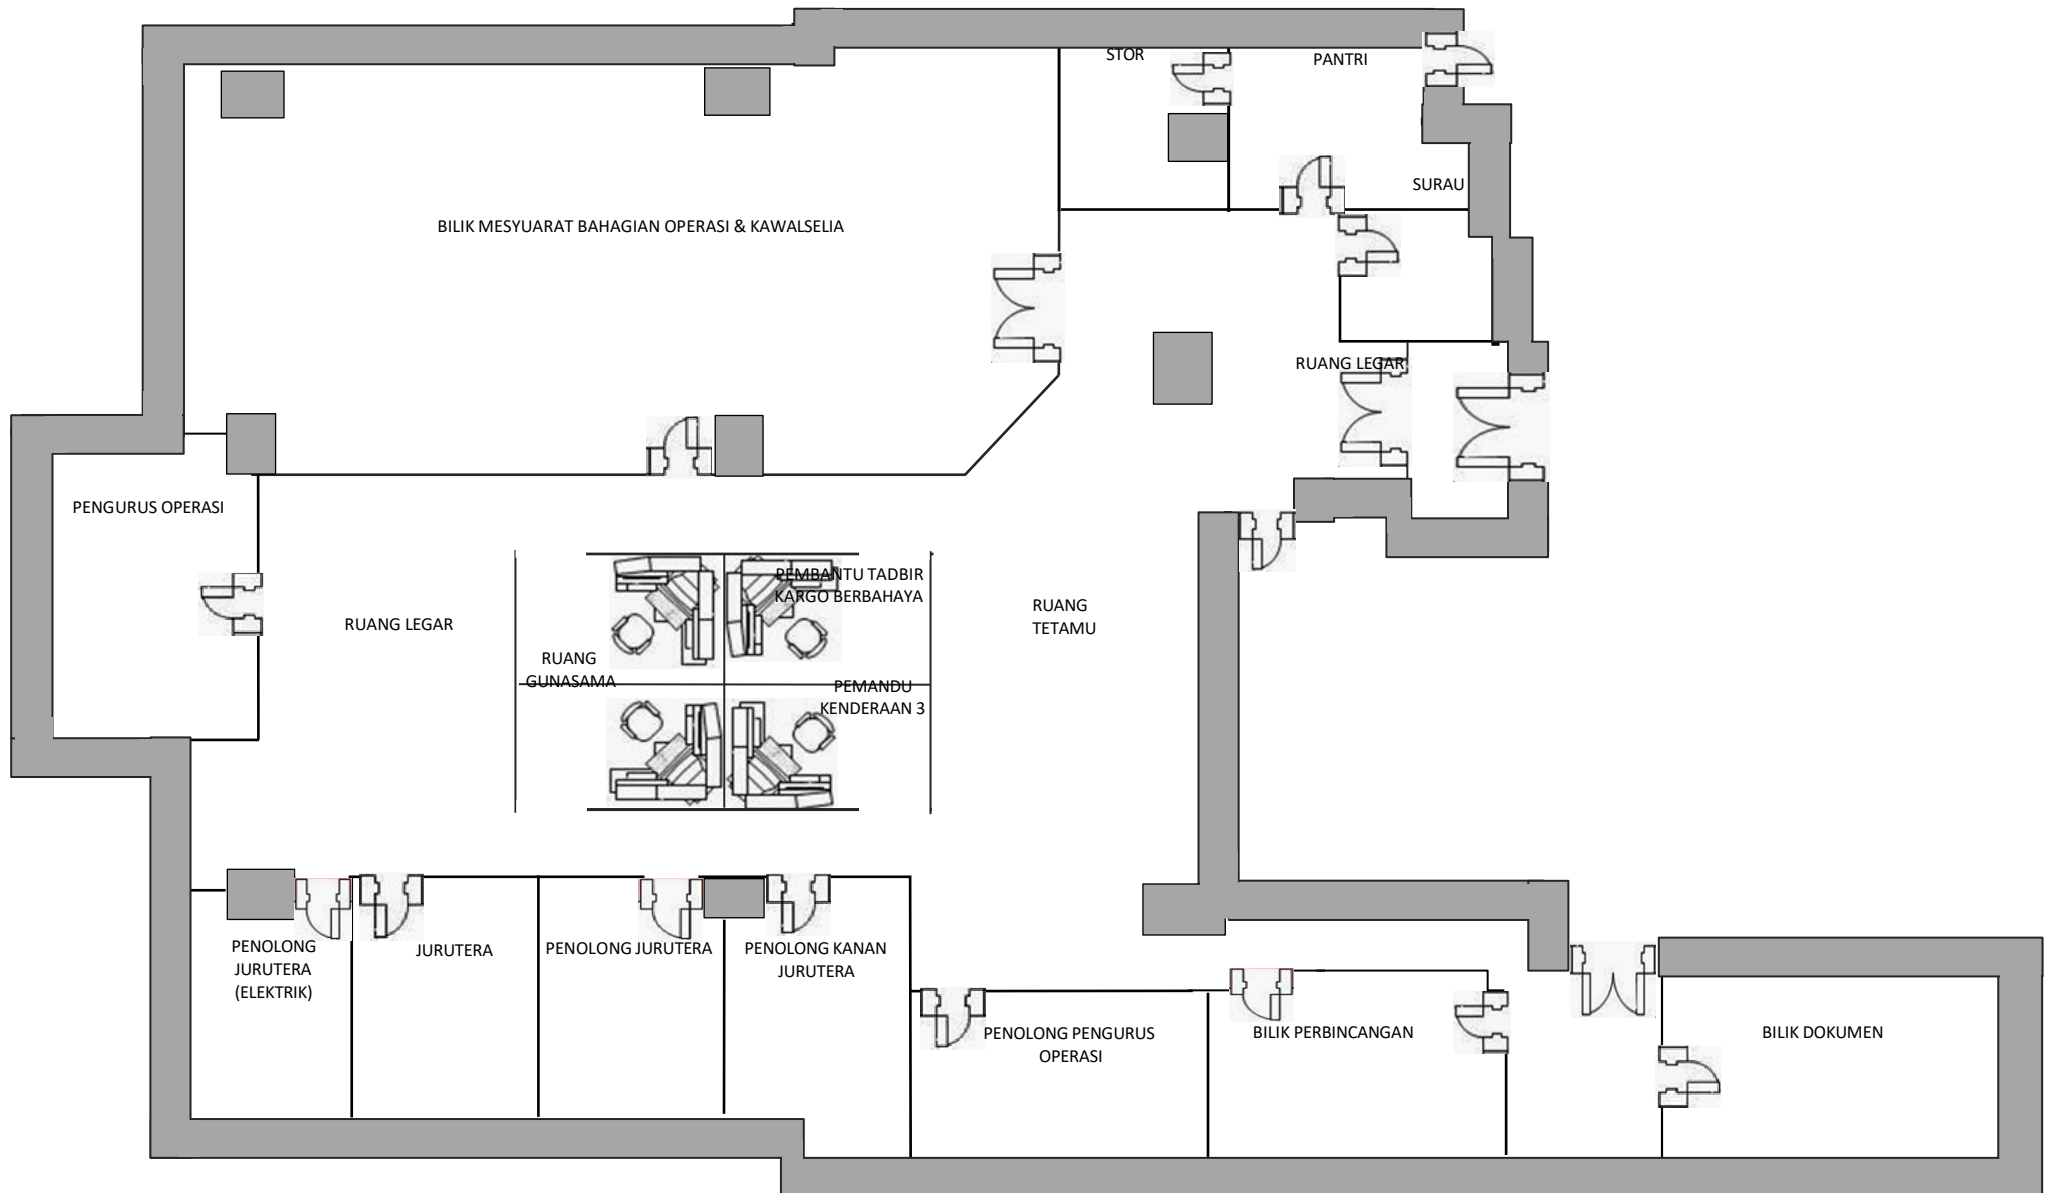 STOR
PANTRI
SURAU
BILIK MESYUARAT BAHAGIAN OPERASI & KAWALSELIA
RUANG LEGAR
PENGURUS OPERASI
RUANG LEGAR
RUANG
GUNASAMA
PEMBANTU TADBIR
KARGO BERBAHAYA
PEMANDU
KENDERAAN 3
RUANG
TETAMU
PENOLONG
JURUTERA
(ELEKTRIK)
JURUTERA
PENOLONG JURUTERA
PENOLONG KANAN
JURUTERA
PENOLONG PENGURUS
OPERASI
BILIK PERBINCANGAN
BILIK DOKUMEN